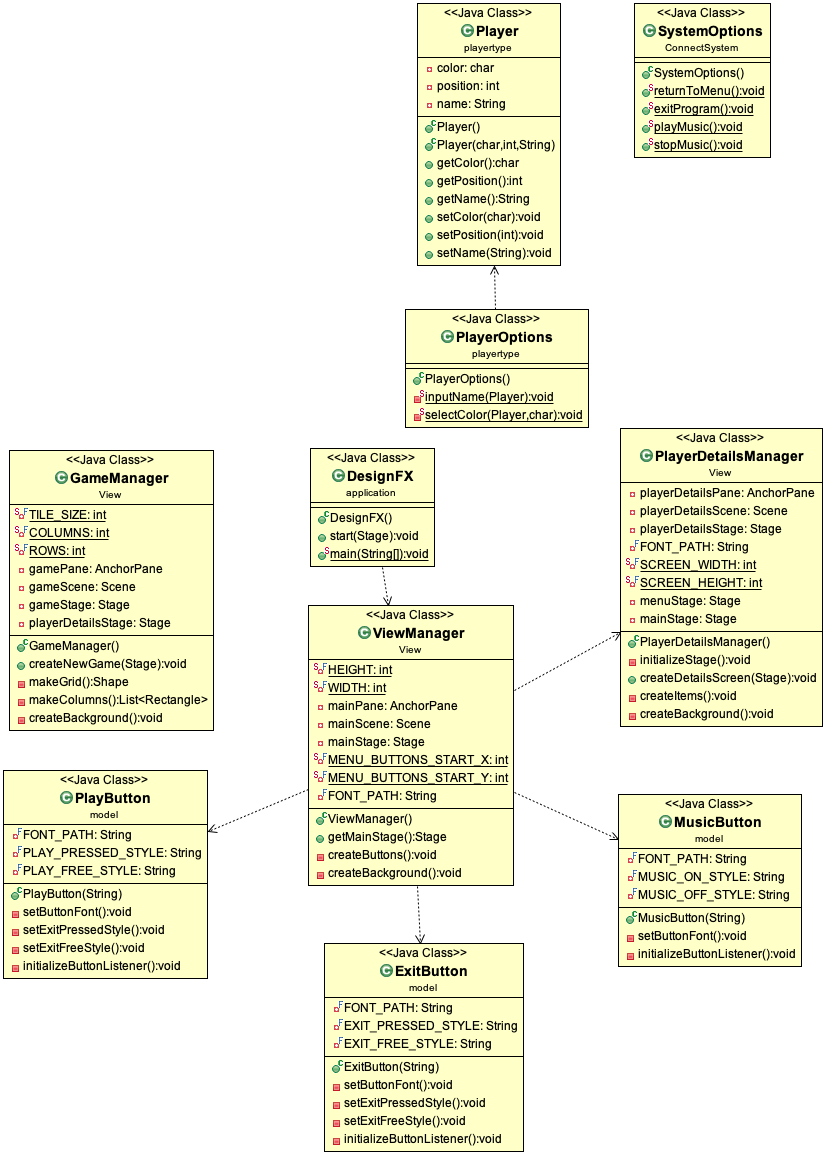 <<Java Class>>
Player
playertype
color: char
position: int
name: String
Player()
Player(char,int,String)
getColor():char
getPosition():int
getName():String
setColor(char):void
setPosition(int):void
setName(String):void
<<Java Class>>
SystemOptions
ConnectSystem
SystemOptions()
returnToMenu():void
exitProgram():void
playMusic():void
stopMusic():void
<<Java Class>>
PlayerOptions
playertype
PlayerOptions()
inputName(Player):void
selectColor(Player,char):void
<<Java Class>>
GameManager
View
TILE_SIZE: int
COLUMNS: int
ROWS: int
gamePane: AnchorPane
gameScene: Scene
gameStage: Stage
playerDetailsStage: Stage
GameManager()
createNewGame(Stage):void
makeGrid():Shape
makeColumns():List<Rectangle>
createBackground():void
<<Java Class>>
DesignFX
application
DesignFX()
start(Stage):void
main(String[]):void
<<Java Class>>
PlayerDetailsManager
View
playerDetailsPane: AnchorPane
playerDetailsScene: Scene
playerDetailsStage: Stage
FONT_PATH: String
SCREEN_WIDTH: int
SCREEN_HEIGHT: int
menuStage: Stage
mainStage: Stage
PlayerDetailsManager()
initializeStage():void
createDetailsScreen(Stage):void
createItems():void
createBackground():void
<<Java Class>>
ViewManager
View
HEIGHT: int
WIDTH: int
mainPane: AnchorPane
mainScene: Scene
mainStage: Stage
MENU_BUTTONS_START_X: int
MENU_BUTTONS_START_Y: int
FONT_PATH: String
ViewManager()
getMainStage():Stage
createButtons():void
createBackground():void
<<Java Class>>
PlayButton
model
FONT_PATH: String
PLAY_PRESSED_STYLE: String
PLAY_FREE_STYLE: String
PlayButton(String)
setButtonFont():void
setExitPressedStyle():void
setExitFreeStyle():void
initializeButtonListener():void
<<Java Class>>
MusicButton
model
FONT_PATH: String
MUSIC_ON_STYLE: String
MUSIC_OFF_STYLE: String
MusicButton(String)
setButtonFont():void
initializeButtonListener():void
<<Java Class>>
ExitButton
model
FONT_PATH: String
EXIT_PRESSED_STYLE: String
EXIT_FREE_STYLE: String
ExitButton(String)
setButtonFont():void
setExitPressedStyle():void
setExitFreeStyle():void
initializeButtonListener():void